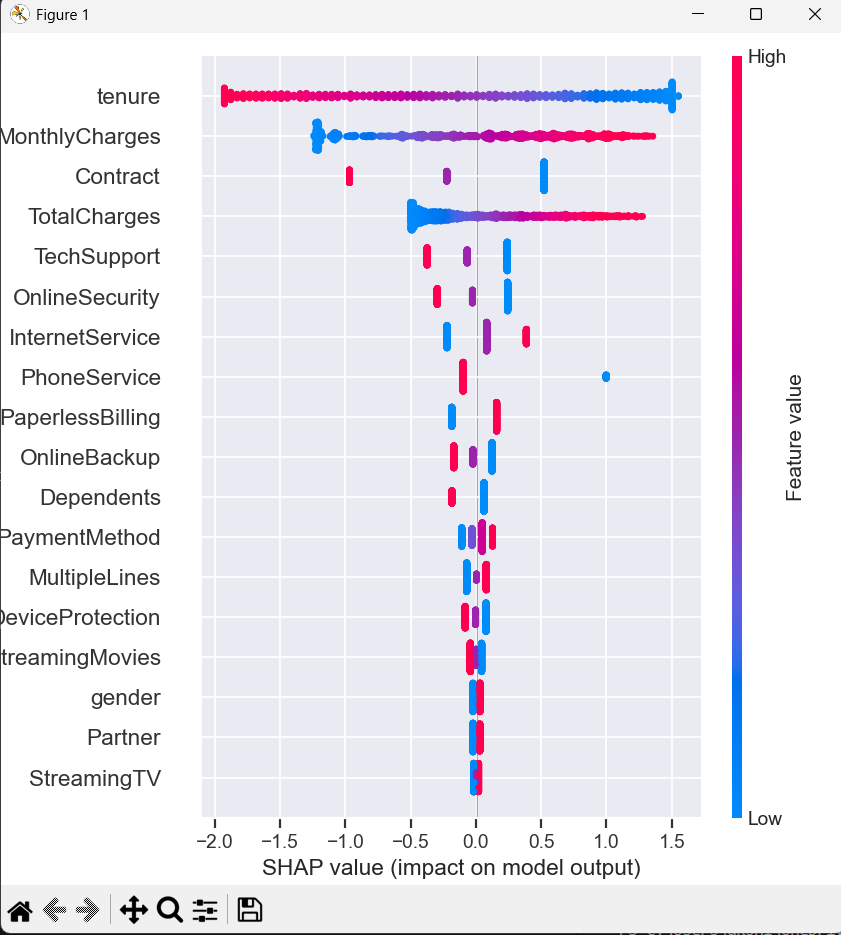 Figure 1
High
tenure
MonthlyCharges
Contract
TotalCharges
TechSupport
OnlineSecurity
InternetService
PhoneService
PaperlessBilling
OnlineBackup
Dependents
PaymentMethod
MultipleLines
DeviceProtection
treamingMovies
gender
Partner
StreamingTV
Feature value
Low
−2.0 −1.5 −1.0 −0.5 0.0 0.5 1.0 1.5
SHAP value (impact on model output)